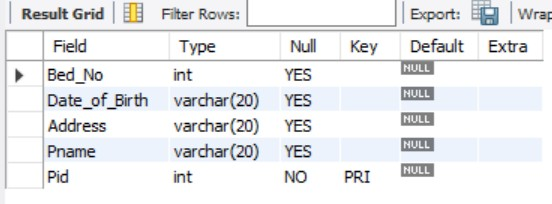 Result Grid Filter Rows: Export: Wrap
Field Type Null Key Default Extra
Bed_No int YES NULL
Date_of_Birth varchar(20) YES NULL
Address varchar(20) YES NULL
Pname varchar(20) YES NULL
Pid int NO PRI NULL